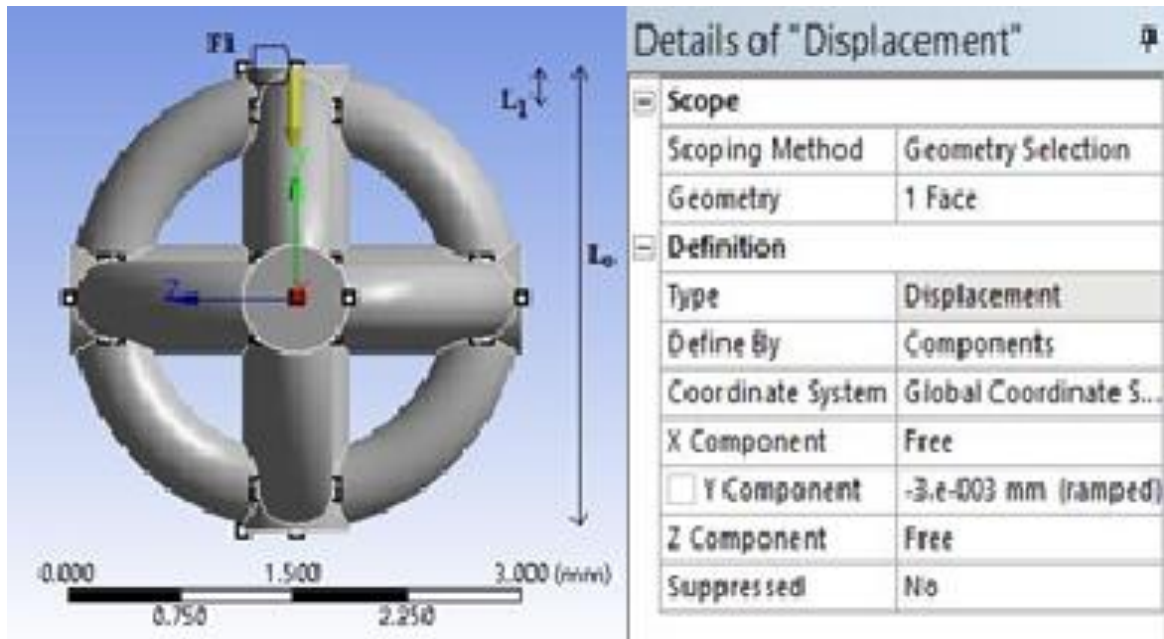 F1
L1
Lo
Z
0.000 1.500 3.000 (mm)
0.750 2.250
Details of "Displacement"
Scope
Scoping Method Geometry Selection
Geometry 1 Face
Definition
Type Displacement
Define By Components
Coordinate System Global Coordinate S...
X Component Free
Y Component -3.e-003 mm (ramped)
Z Component Free
Suppressed No